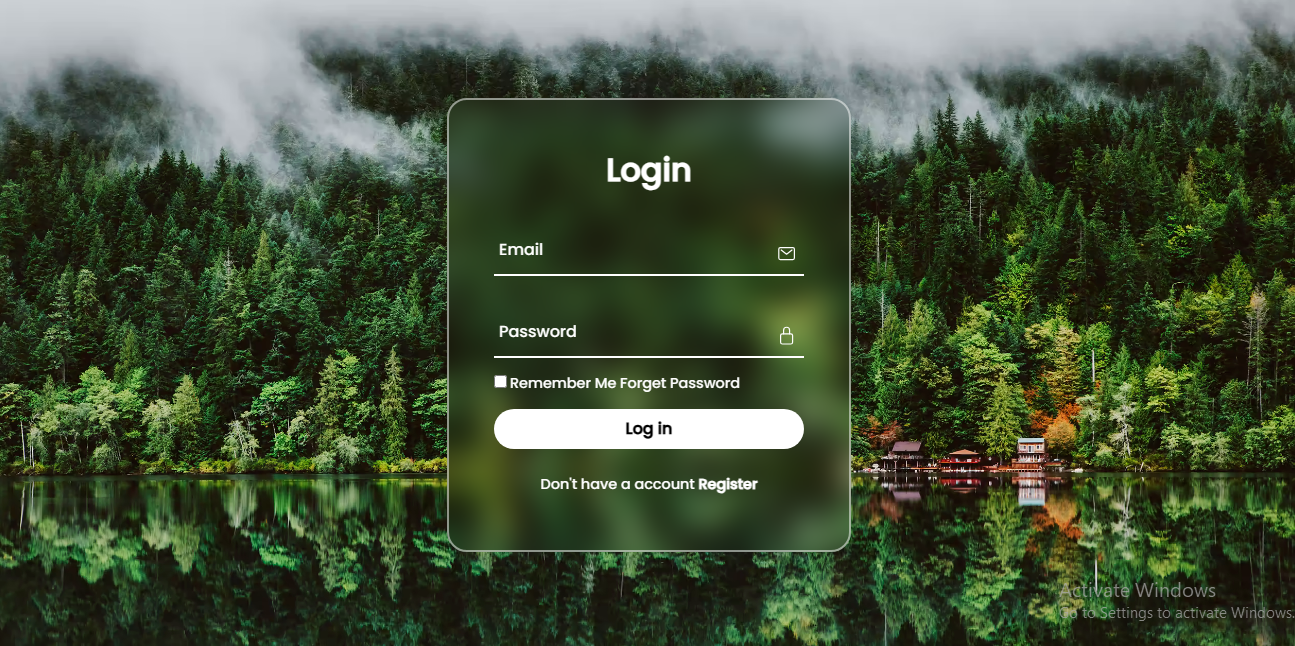 Login
Email
Password
Remember Me Forget Password
Log in
Don't have a account Register
Activate Windows
Go to Settings to activate Windows.